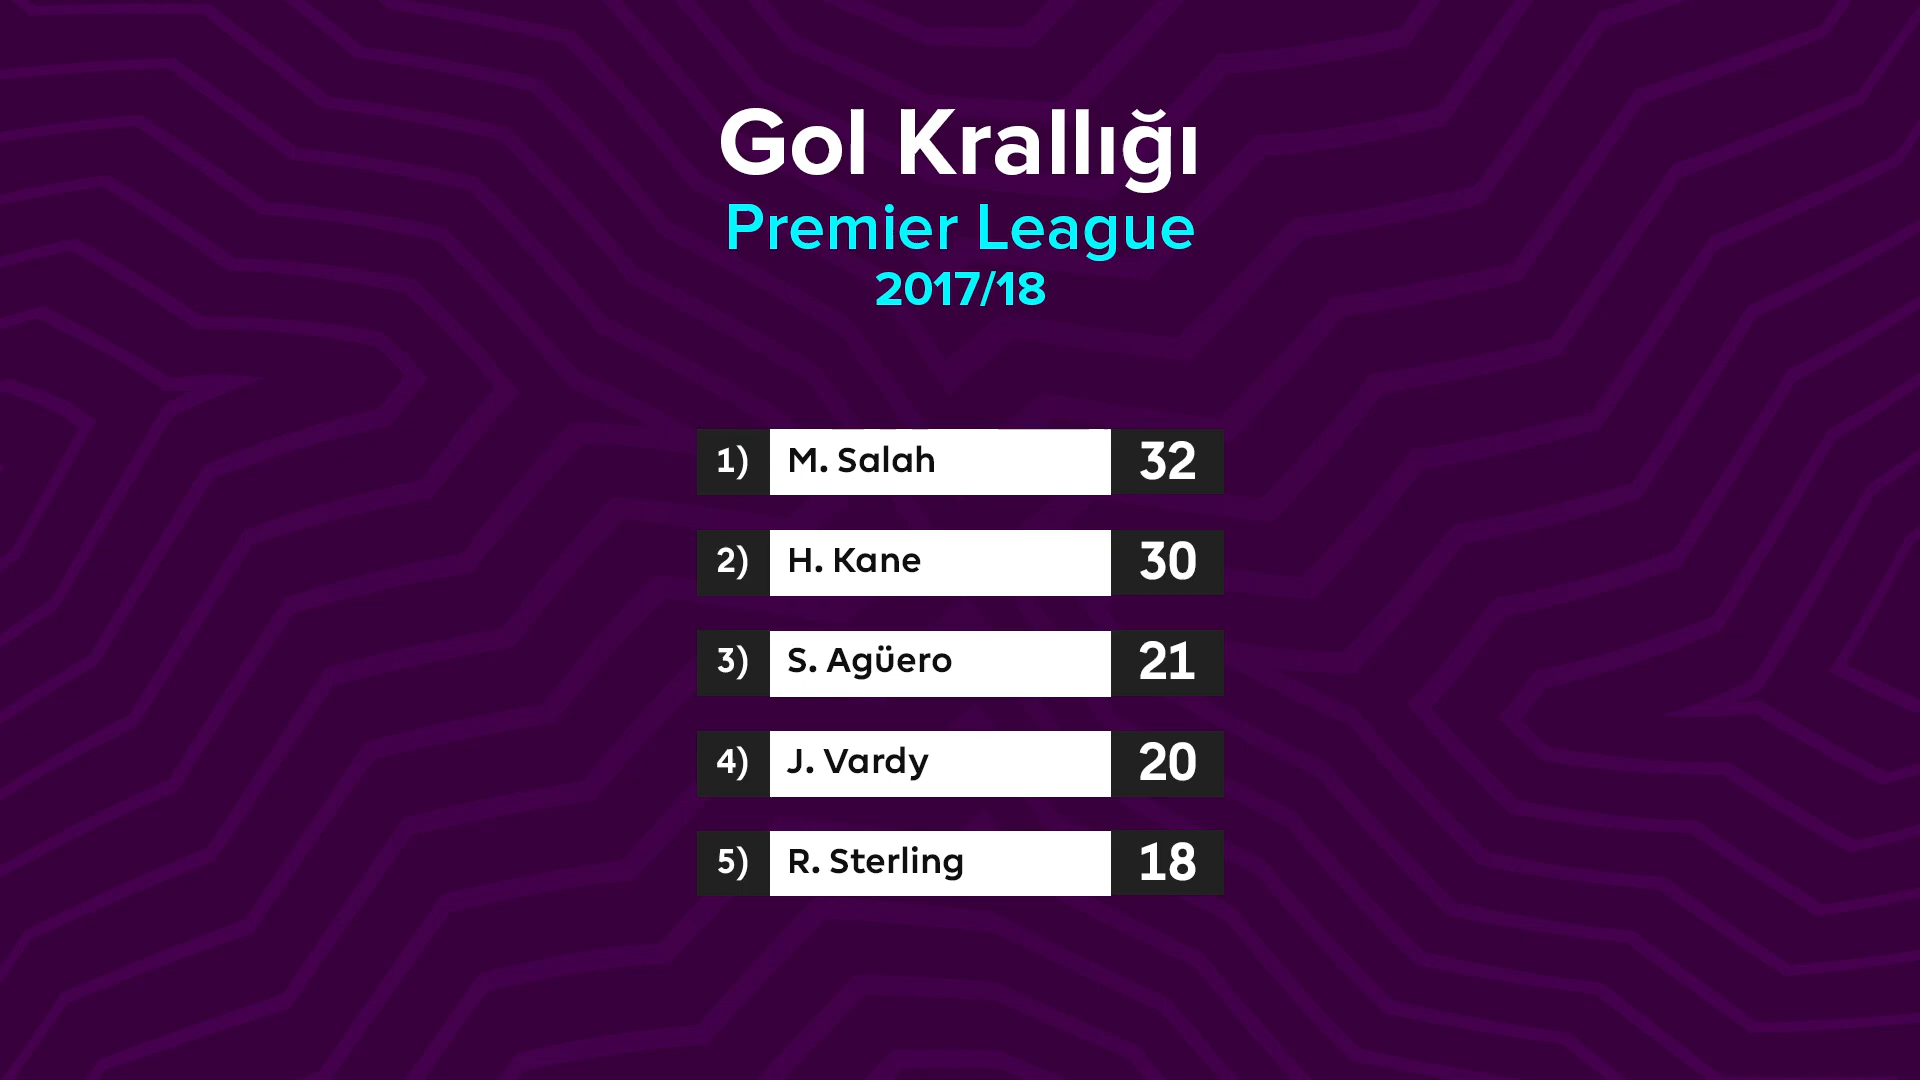 Gol Krallığı
Premier League
2017/18
1) M. Salah 32
2) H. Kane 30
3) S. Agüero 21
4) J. Vardy 20
5) R. Sterling 18